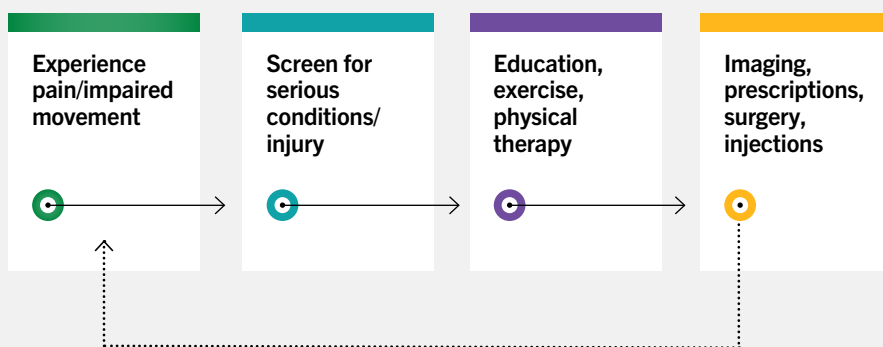 Experience
pain/impaired
movement
Screen for
serious
conditions/
injury
Education,
exercise,
physical
therapy
Imaging,
prescriptions,
surgery,
injections